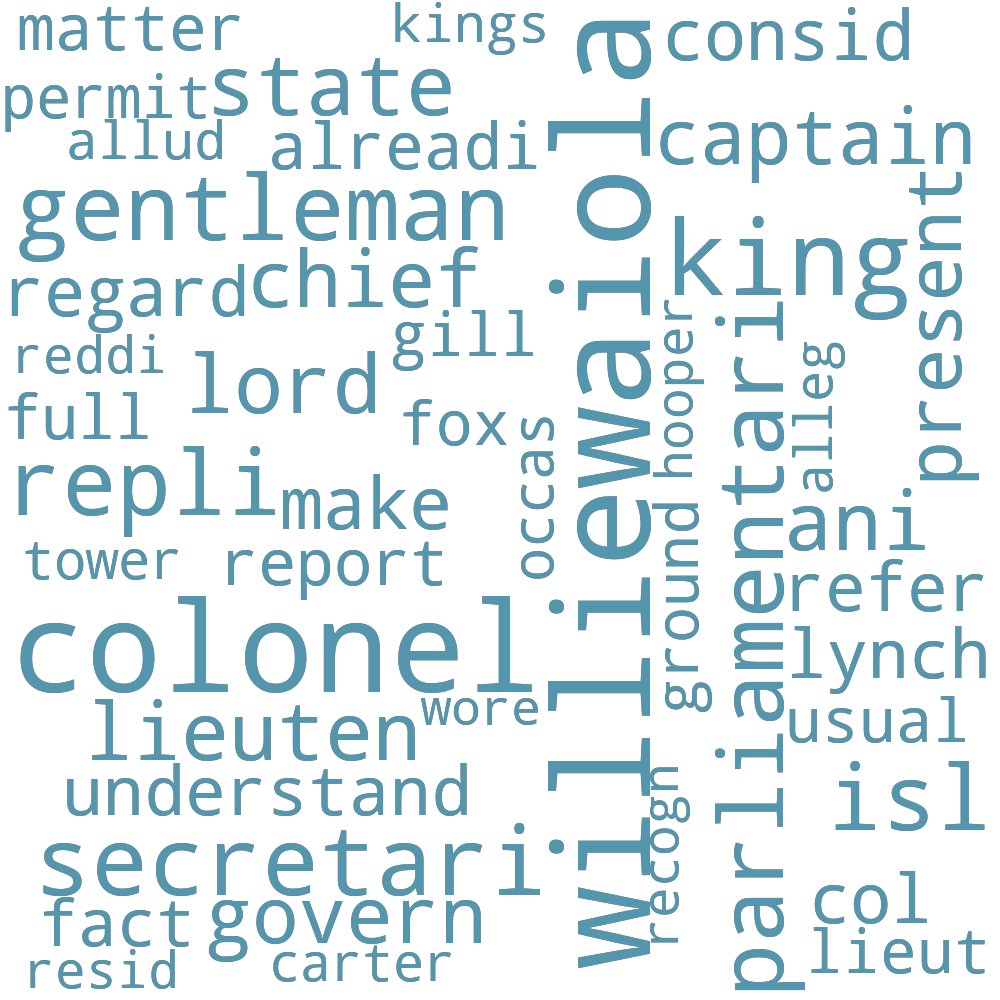 matter
kings
consid
permit
state
captain
allud
alreadi
gentleman
present
king
regard
chief
gill
reddi
lord
hooper
alleg
full
fox
occas
repli
make
ani
tower
report
ground
refer
colonel
williewaiola
parliamentari
lynch
lieuten
wore
usual
understand
recogn
isl
secretari
fact
govern
col
resid
carter
lieut